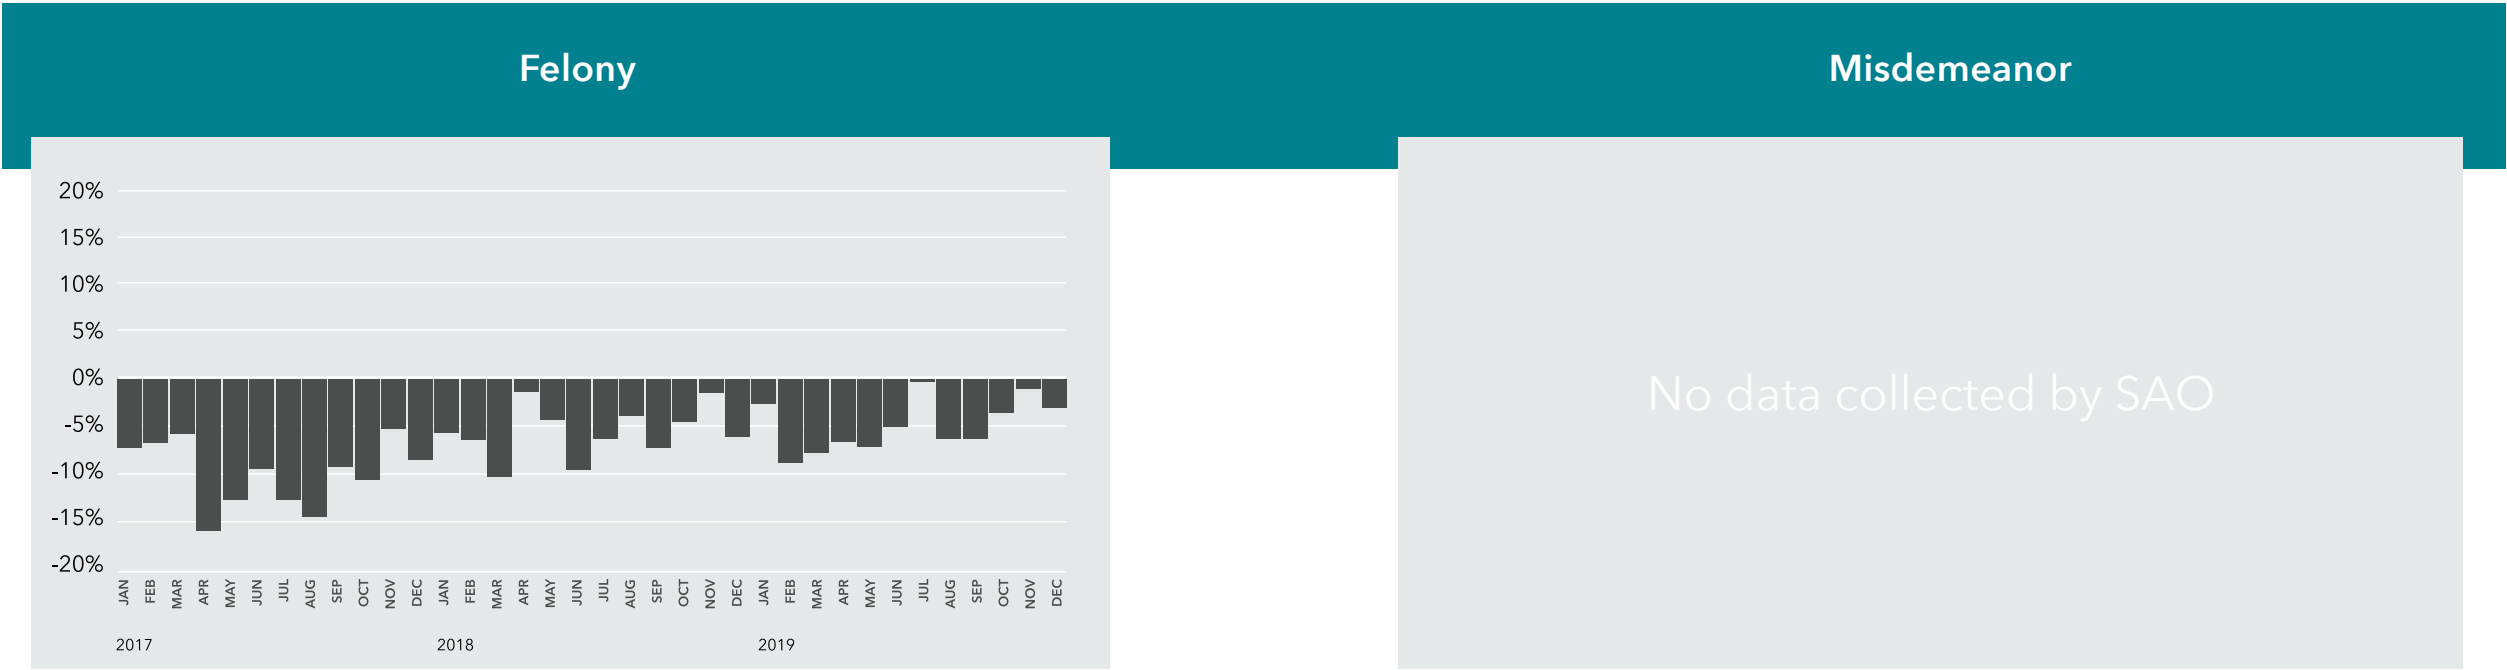 Felony
Misdemeanor
20%
15%
10%
5%
0%
-5%
-10%
-15%
-20%
JAN FEB MAR APR MAY JUN JUL AUG SEP OCT NOV DEC JAN FEB MAR APR MAY JUN JUL AUG SEP OCT NOV DEC JAN FEB MAR APR MAY JUN JUL AUG SEP OCT NOV DEC
2017 2018 2019
No data collected by SAO